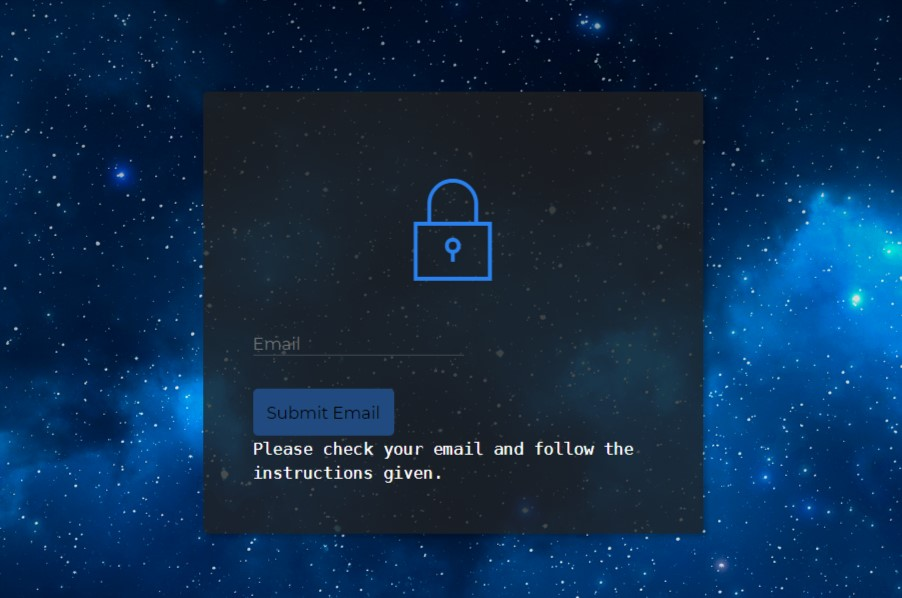 Email
Submit Email
Please check your email and follow the
instructions given.